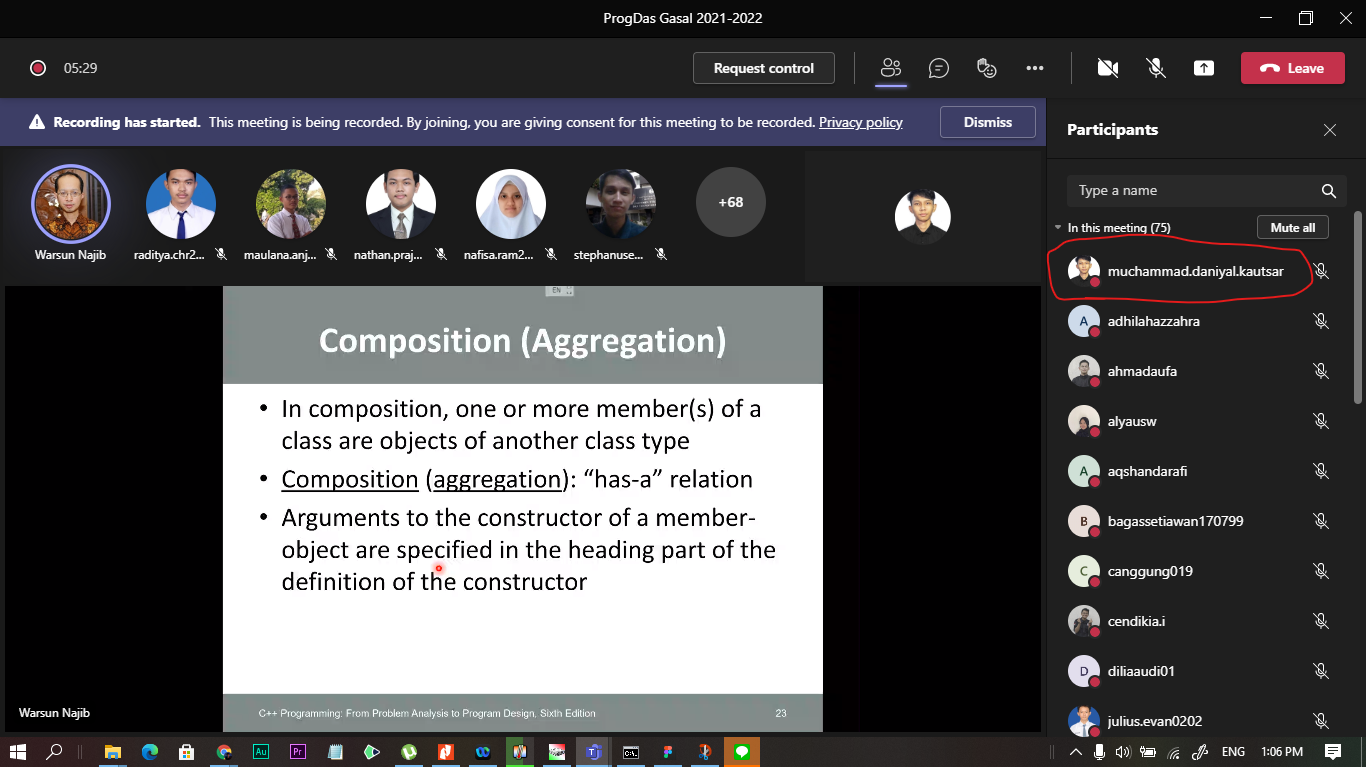 ProgDas Gasal 2021-2022
05:29
Request control
Leave
Recording has started. This meeting is being recorded. By joining, you are giving consent for this meeting to be recorded. Privacy policy
Dismiss
Warsun Najib
raditya.chr2...
maulana.anj...
nathan.praj...
nafisa.ram2...
stephanuse...
+68
EN
Composition (Aggregation)
• In composition, one or more member(s) of a
class are objects of another class type
• Composition (aggregation): “has-a” relation
• Arguments to the constructor of a member-
object are specified in the heading part of the
definition of the constructor
C++ Programming: From Problem Analysis to Program Design, Sixth Edition
23
Warsun Najib
Participants
Type a name
In this meeting (75)
Mute all
muchammad.daniyal.kautsar
A
adhilahazzahra
ahmadaufa
alyausw
A
aqshandarafi
B
bagassetiawan170799
C
canggung019
cendikia.i
D
diliaaudi01
julius.evan0202
Au
Pr
ENG
1:06 PM